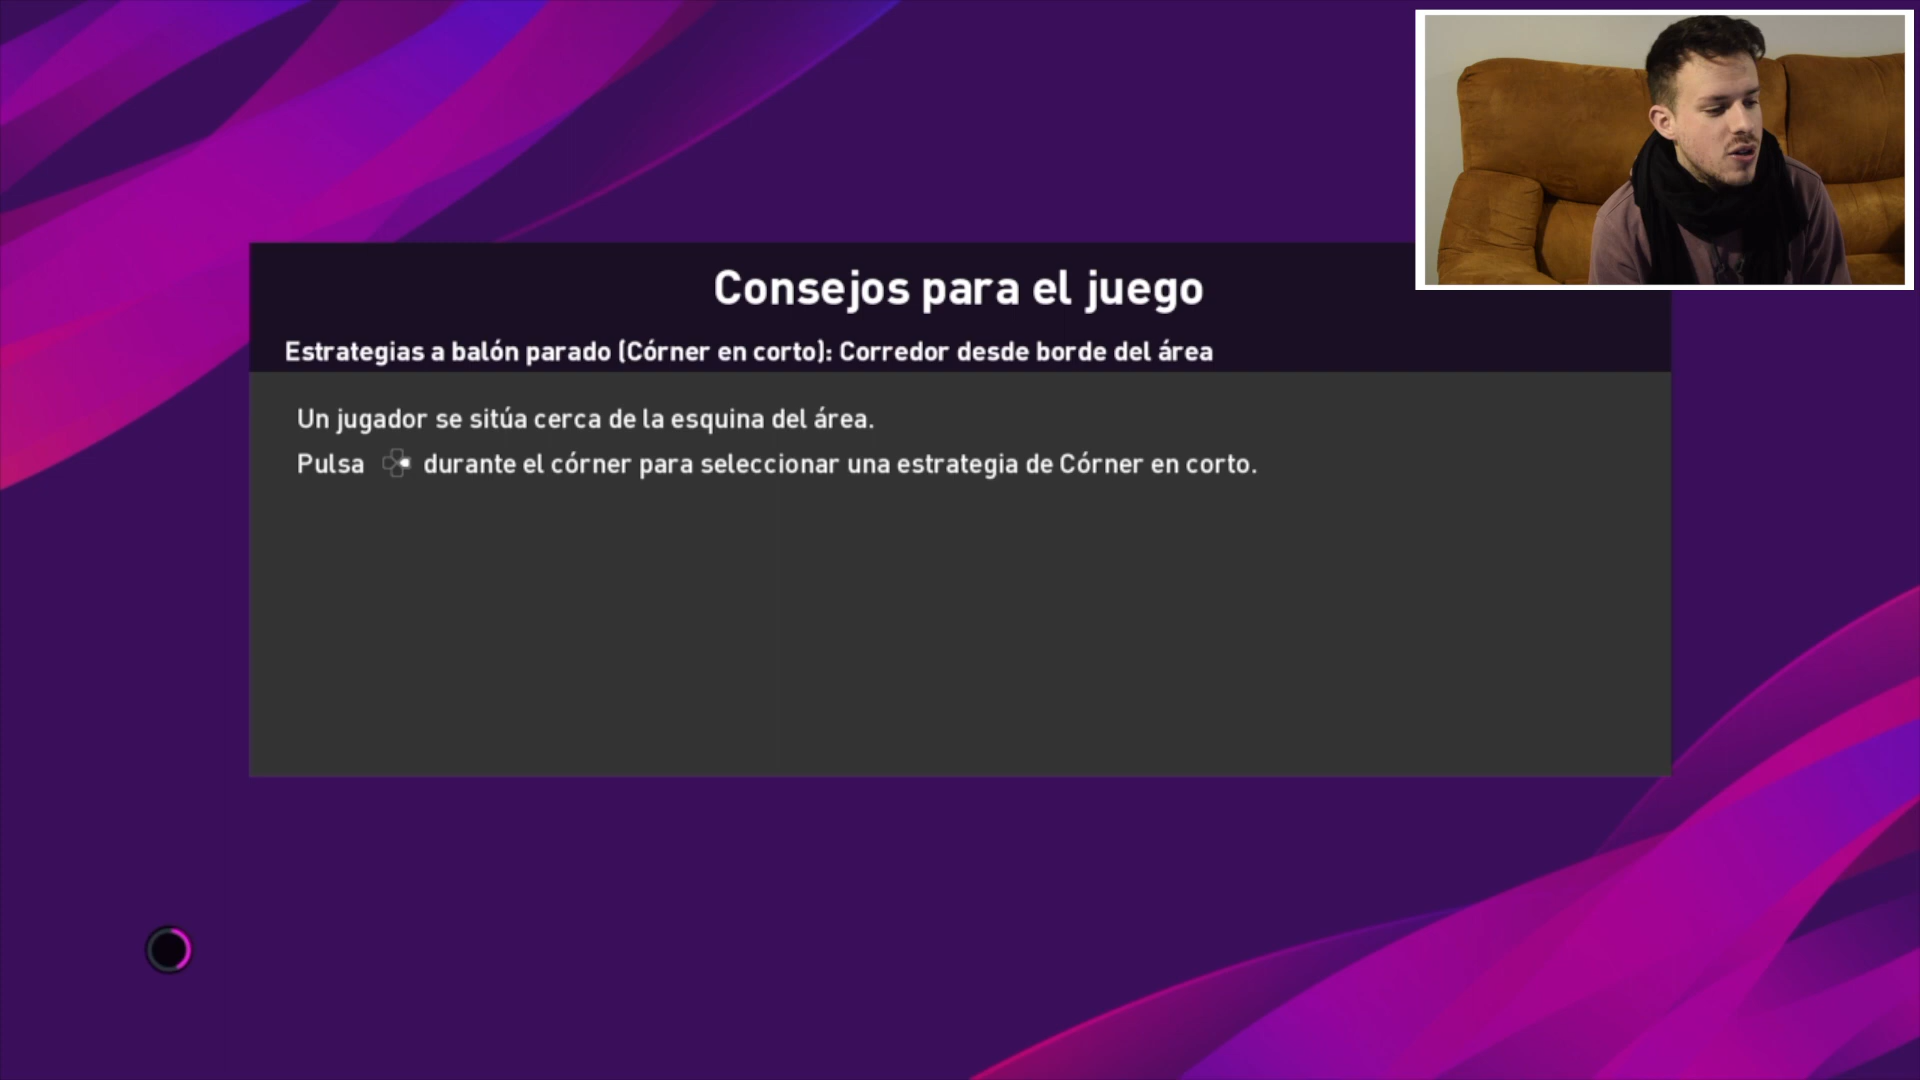 Consejos para el juego
Estrategias a balón parado (Córner en corto): Corredor desde borde del área
Un jugador se sitúa cerca de la esquina del área.
Pulsa durante el córner para seleccionar una estrategia de Córner en corto.